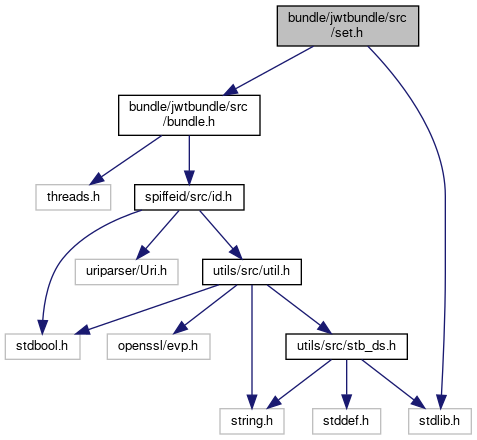 bundle/jwtbundle/src
/set.h
bundle/jwtbundle/src
/bundle.h
threads.h
spiffeid/src/id.h
uriparser/Uri.h
utils/src/util.h
stdbool.h
openssl/evp.h
utils/src/stb_ds.h
string.h
stddef.h
stdlib.h